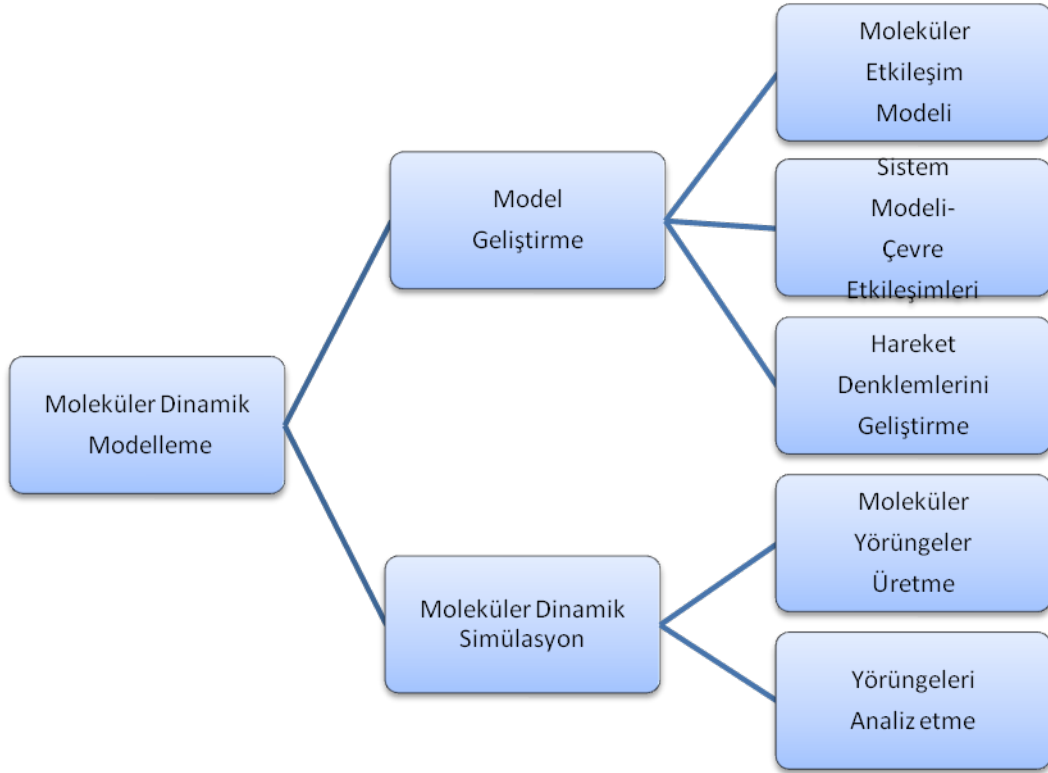 Moleküler Dinamik
Modelleme
Model
Geliştirme
Moleküler
Etkileşim
Modeli
Sistem
Modeli-
Çevre
Etkileşimleri
Hareket
Denklemlerini
Geliştirme
Moleküler Dinamik
Simülasyon
Moleküler
Yörüngeler
Üretme
Yörüngeleri
Analiz etme